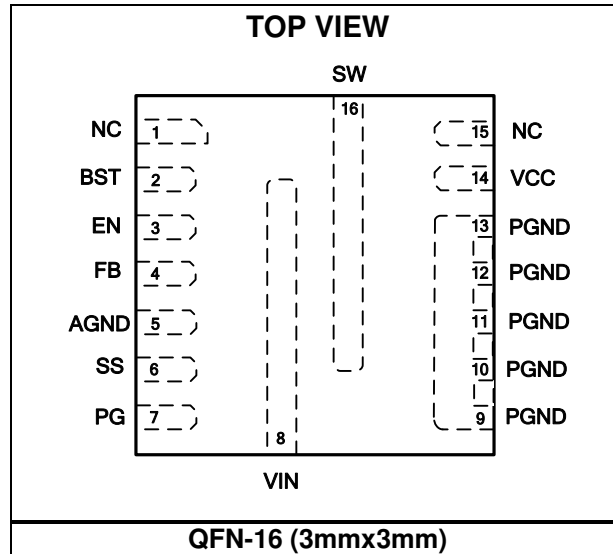 TOP VIEW
SW
16
NC 1 15 NC
BST 2 14 VCC
EN 3 13 PGND
FB 4 12 PGND
AGND 5 11 PGND
SS 6 10 PGND
PG 7 9 PGND
8
VIN
QFN-16 (3mmx3mm)